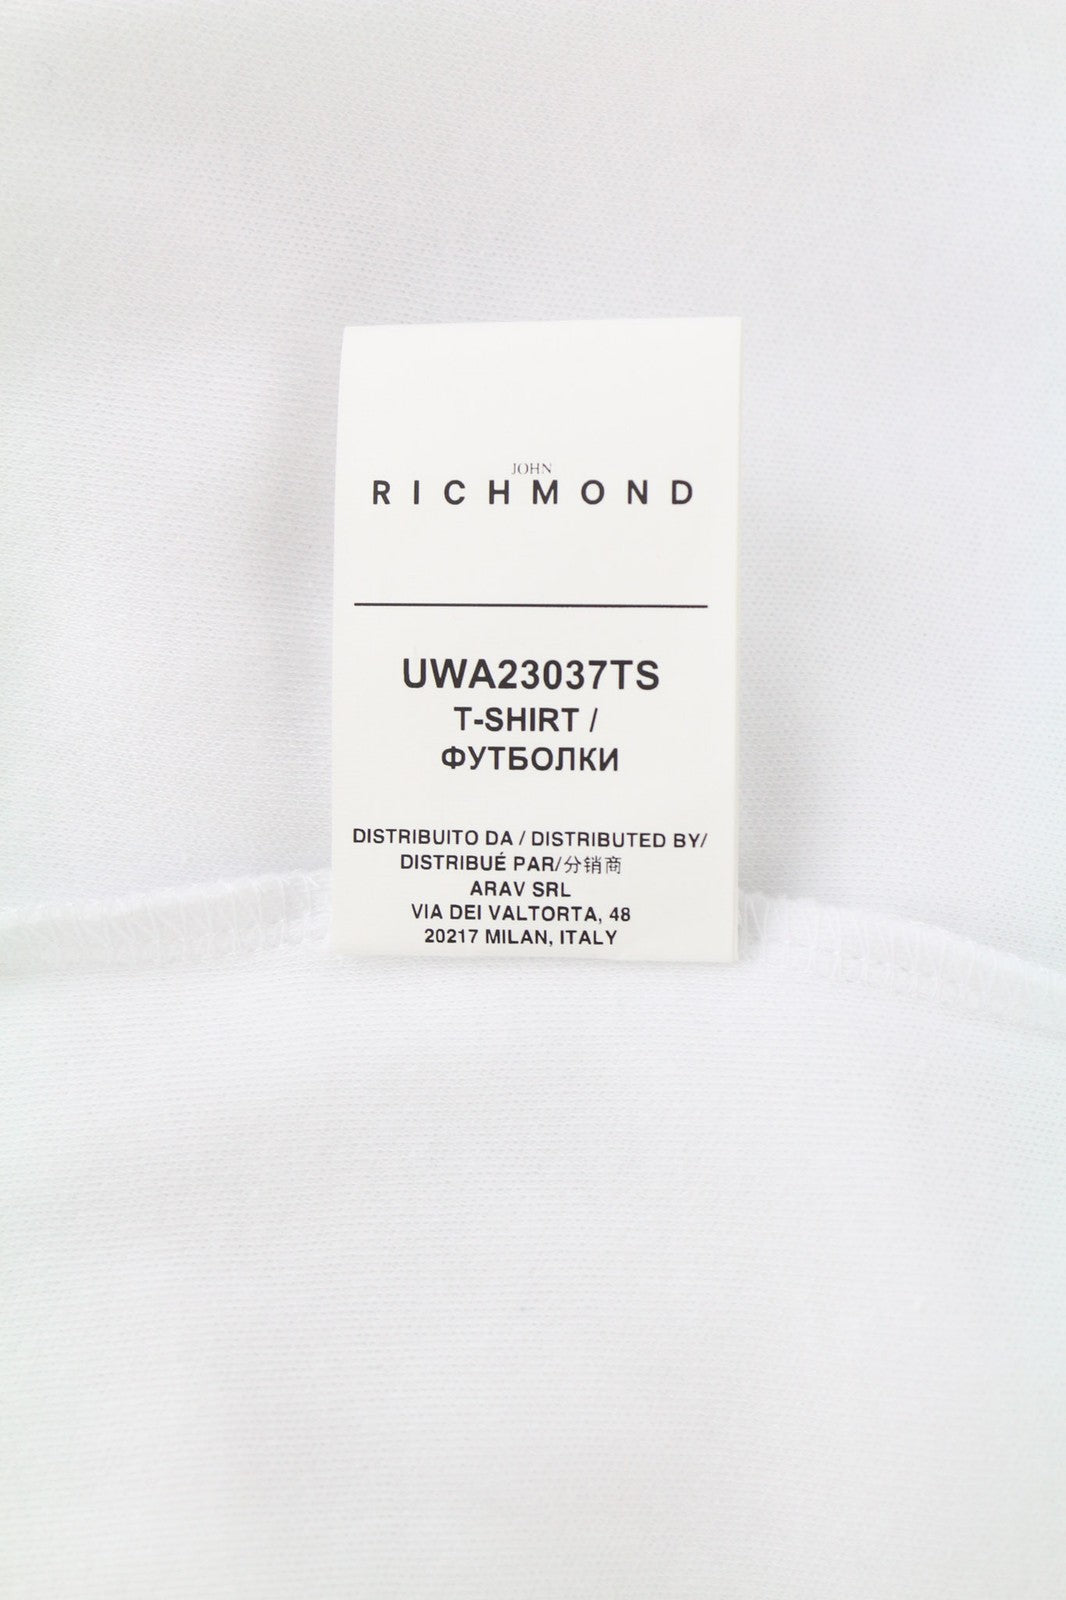 JOHN
RICHMOND
UWA23037TS
T-SHIRT /
ФУТБОЛКИ
DISTRIBUITO DA / DISTRIBUTED BY/
DISTRIBUÉ PAR/分销商
ARAV SRL
VIA DEI VALTORTA, 48
20217 MILAN, ITALY